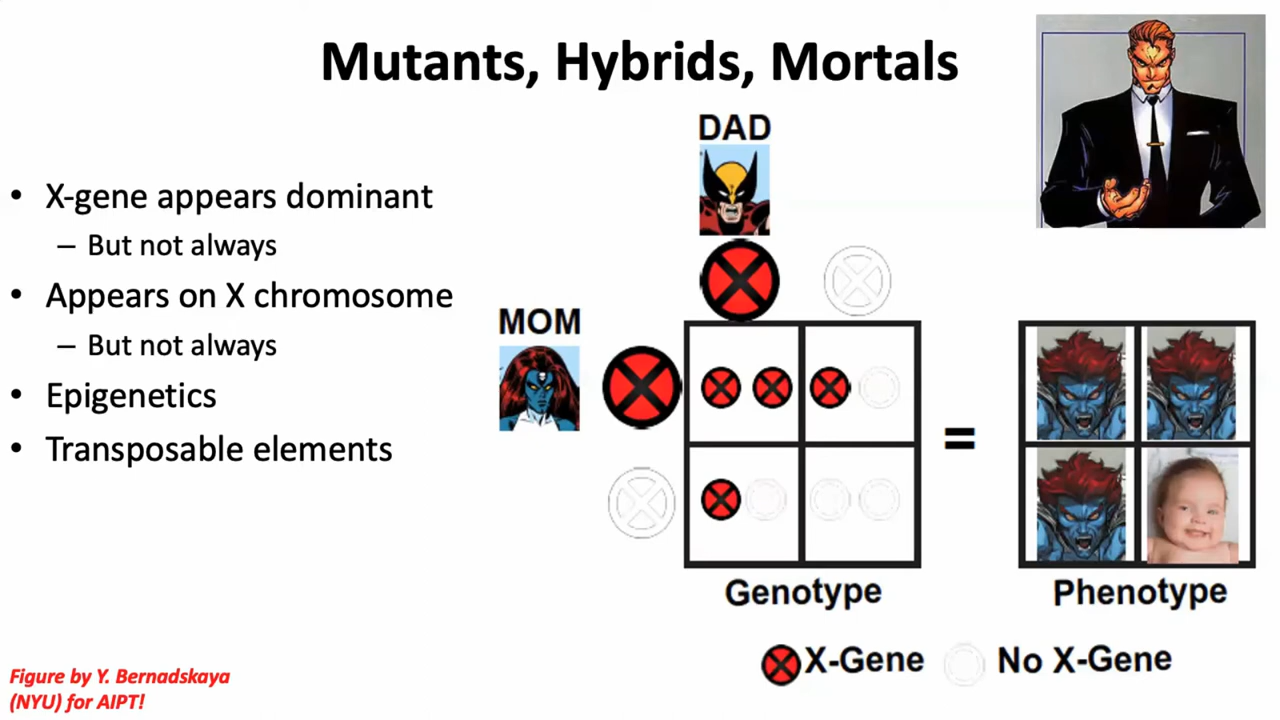 Mutants, Hybrids, Mortals
• X-gene appears dominant
– But not always
• Appears on X chromosome
– But not always
• Epigenetics
• Transposable elements
DAD
MOM
=
Genotype
Phenotype
X-Gene
No X-Gene
Figure by Y. Bernadskaya
(NYU) for AIPT!